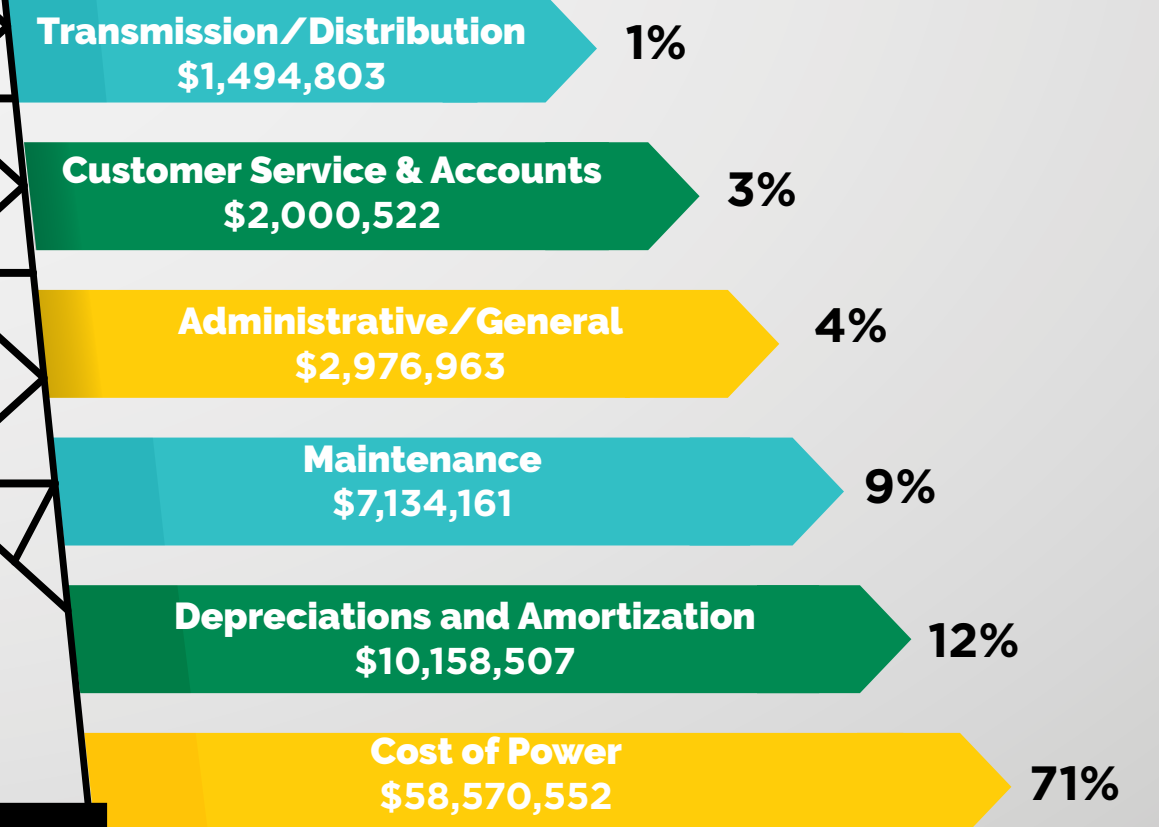 Transmission/Distribution
$1,494,803
1%
Customer Service & Accounts
$2,000,522
3%
Administrative/General
$2,976,963
4%
Maintenance
$7,134,161
9%
Depreciations and Amortization
$10,158,507
12%
Cost of Power
$58,570,552
71%